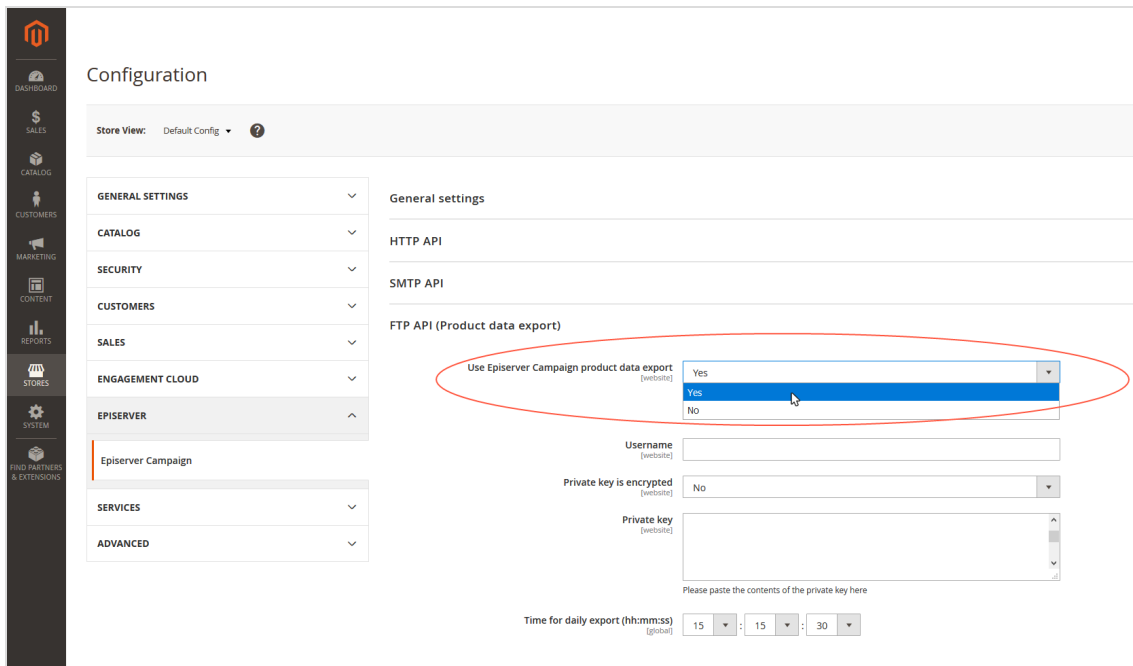 DASHBOARD
SALES
CATALOG
CUSTOMERS
MARKETING
CONTENT
REPORTS
STORES
SYSTEM
FIND PARTNERS
& EXTENSIONS
Configuration
Store View: Default Config ?
GENERAL SETTINGS
CATALOG
SECURITY
CUSTOMERS
SALES
ENGAGEMENT CLOUD
EPISERVER
Episerver Campaign
SERVICES
ADVANCED
General settings
HTTP API
SMTP API
FTP API (Product data export)
Use Episerver Campaign product data export Yes
[website]
Yes
No
Username
[website]
Private key is encrypted No
[website]
Private key
[website]
Please paste the contents of the private key here
Time for daily export (hh:mm:ss) 15 : 15 : 30
[global]